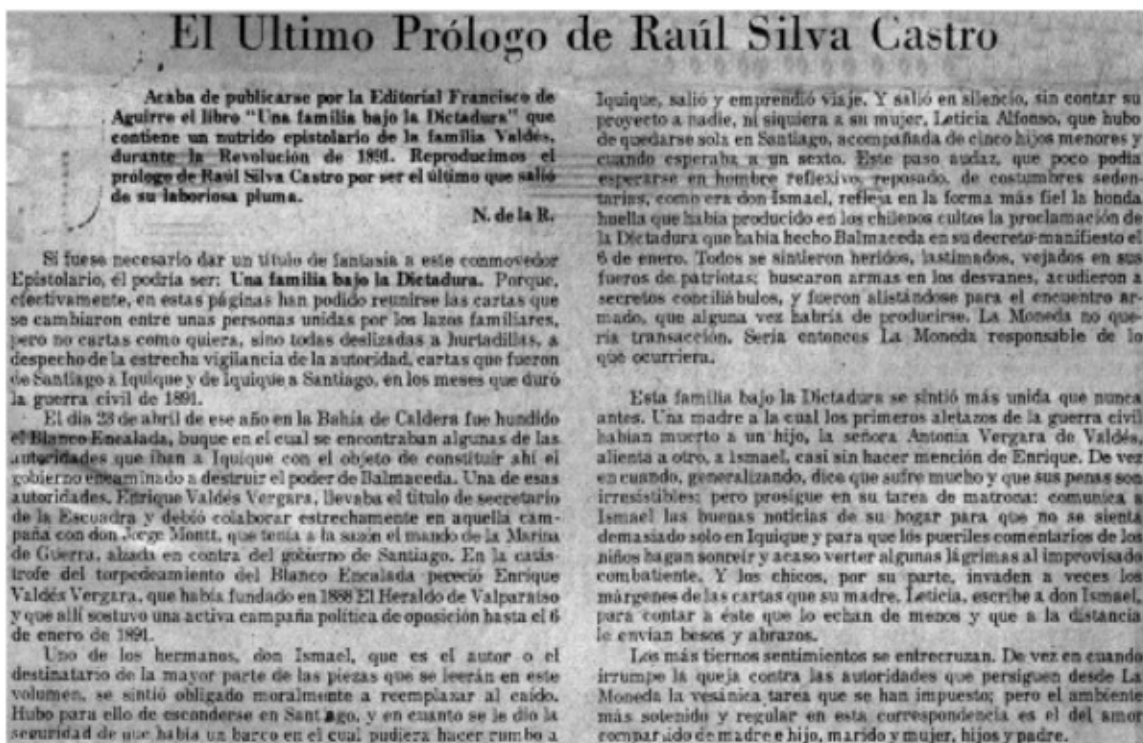 El Ultimo Prólogo de Raúl Silva Castro
Acaba de publicarse por la Editorial Francisco de
Aguirre el libro "Una familia bajo la Dictadura" que
contiene un nutrido epistolario de la familia Valdés,
durante la Revolución de 1891. Reproducimos el
prólogo de Raúl Silva Castro por ser el último que salió
de su laboriosa pluma.
N. de la R.
Si fuese necesario dar un título de fantasía a este conmovedor
Epistolario, él podría ser: Una familia bajo la Dictadura. Porque,
efectivamente, en estas páginas han podido reunirse las cartas que
se cambiaron entre unas personas unidas por los lazos familiares,
pero no cartas como quiera, sino todas deslizadas a hurtadillas, a
despecho de la estrecha vigilancia de la autoridad, cartas que fueron
de Santiago a Iquique y de Iquique a Santiago, en los meses que duró
la guerra civil de 1891.
El día 23 de abril de ese año en la Bahía de Caldera fue hundido
el Blanco Encalada, buque en el cual se encontraban algunas de las
autoridades que iban a Iquique con el objeto de constituir ahí el
gobierno encaminado a destruir el poder de Balmaceda. Una de esas
autoridades, Enrique Valdés Vergara, llevaba el título de secretario
de la Escuadra y debió colaborar estrechamente en aquella cam-
paña con don Jorge Montt, que tenía a la sazón el mando de la Marina
de Guerra, alzada en contra del gobierno de Santiago. En la catás-
trofe del torpedeamiento del Blanco Encalada pereció Enrique
Valdés Vergara, que había fundado en 1888 El Heraldo de Valparaíso
y que allí sostuvo una activa campaña política de oposición hasta el 6
de enero de 1891.
Uno de los hermanos, don Ismael, que es el autor o el
destinatario de la mayor parte de las piezas que se leerán en este
volumen, se sintió obligado moralmente a reemplazar al caído.
Hubo para ello de esconderse en Santiago, y en cuanto se le dio la
seguridad de que había un barco en el cual pudiera hacer rumbo a
Iquique, salió y emprendió viaje. Y salió en silencio, sin contar su
proyecto a nadie, ni siquiera a su mujer, Leticia Alfonso, que hubo
de quedarse sola en Santiago, acompañada de cinco hijos menores y
cuando esperaba a un sexto. Este paso audaz, que poco podía
esperarse en hombre reflexivo, reposado, de costumbres seden-
tarias, como era don Ismael, refleja en la forma más fiel la honda
huella que había producido en los chilenos cultos la proclamación de
la Dictadura que había hecho Balmaceda en su decreto-manifiesto el
6 de enero. Todos se sintieron heridos, lastimados, vejados en sus
fueros de patriotas; buscaron armas en los desvanes, acudieron a
secretos conciliábulos, y fueron alistándose para el encuentro ar-
mado, que alguna vez habría de producirse. La Moneda no que-
ría transacción. Sería entonces La Moneda responsable de lo
que ocurriera.
Esta familia bajo la Dictadura se sintió más unida que nunca
antes. Una madre a la cual los primeros aletazos de la guerra civil
habían muerto a un hijo, la señora Antonia Vergara de Valdés,
alienta a otro, a Ismael, casi sin hacer mención de Enrique. De vez
en cuando, generalizando, dice que sufre mucho y que sus penas son
irresistibles; pero prosigue en su tarea de matrona: comunica a
Ismael las buenas noticias de su hogar para que no se sienta
demasiado solo en Iquique y para que los pueriles comentarios de los
niños hagan sonreír y acaso verter algunas lágrimas al improvisado
combatiente. Y los chicos, por su parte, invaden a veces los
márgenes de las cartas que su madre, Leticia, escribe a don Ismael,
para contar a éste que lo echan de menos y que a la distancia
le envían besos y abrazos.
Los más tiernos sentimientos se entrecruzan. De vez en cuando
irrumpe la queja contra las autoridades que persiguen desde La
Moneda la vesánica tarea que se han impuesto; pero el ambiente
más sostenido y regular en esta correspondencia es el del amor
compartido de madre e hijo, marido y mujer, hijos y padre.